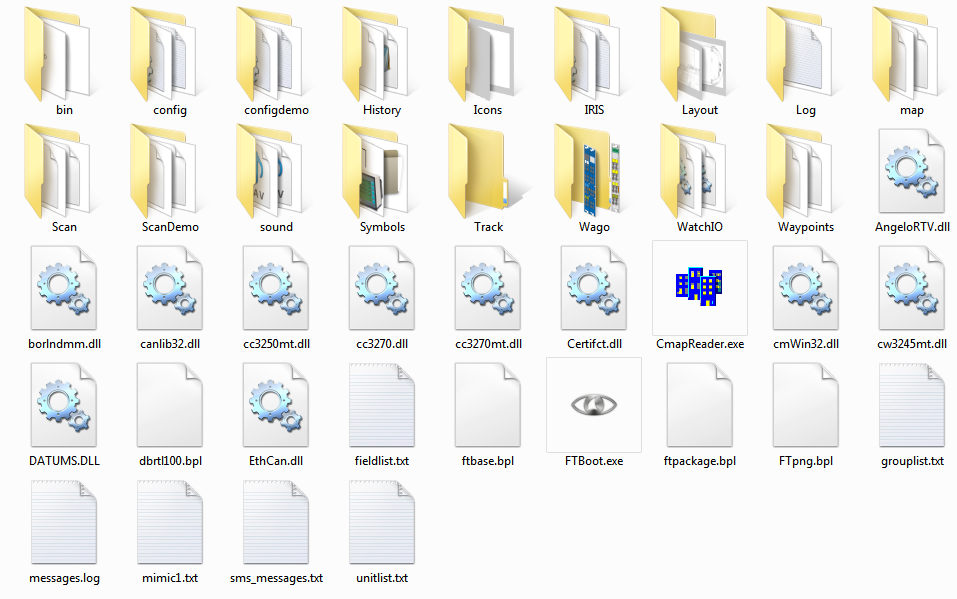 bin
config
configdemo
History
Icons
IRIS
Layout
Log
map
Scan
ScanDemo
sound
Symbols
Track
Wago
WatchIO
Waypoints
AngeloRTV.dll
borlndmm.dll
canlib32.dll
cc3250mt.dll
cc3270.dll
cc3270mt.dll
Certifct.dll
CmapReader.exe
cmWin32.dll
cw3245mt.dll
DATUMS.DLL
dbrtl100.bpl
EthCan.dll
fieldlist.txt
ftbase.bpl
FTBoot.exe
ftpackage.bpl
FTpng.bpl
grouplist.txt
messages.log
mimic1.txt
sms_messages.txt
unitlist.txt